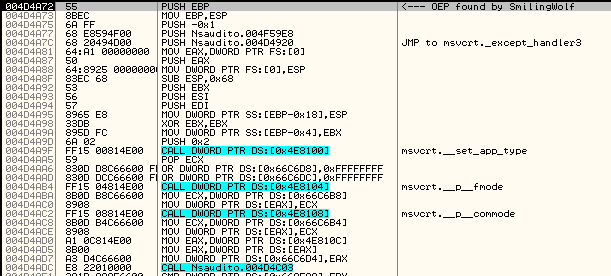 004D4A72 55 PUSH EBP <--- OEP found by SmilingWolf
004D4A73 8BEC MOV EBP,ESP
004D4A75 6A FF PUSH -0x1
004D4A77 68 E8594F00 PUSH Nsaudito.004F59E8
004D4A7C 68 20494D00 PUSH Nsaudito.004D4920 JMP to msvcrt._except_handler3
004D4A81 64:A1 00000000 MOV EAX,DWORD PTR FS:[0]
004D4A87 50 PUSH EAX
004D4A88 64:8925 00000000 MOV DWORD PTR FS:[0],ESP
004D4A8F 83EC 68 SUB ESP,0x68
004D4A92 53 PUSH EBX
004D4A93 56 PUSH ESI
004D4A94 57 PUSH EDI
004D4A95 8965 E8 MOV DWORD PTR SS:[EBP-0x18],ESP
004D4A98 33DB XOR EBX,EBX
004D4A9A 895D FC MOV DWORD PTR SS:[EBP-0x4],EBX
004D4A9D 6A 02 PUSH 0x2
004D4A9F FF15 00814E00 CALL DWORD PTR DS:[0x4E8100] msvcrt.__set_app_type
004D4AA5 59 POP ECX
004D4AA6 830D D8C66600 F OR DWORD PTR DS:[0x66C6D8],0xFFFFFFFF
004D4AAD 830D DCC66600 F OR DWORD PTR DS:[0x66C6DC],0xFFFFFFFF
004D4AB4 FF15 04814E00 CALL DWORD PTR DS:[0x4E8104] msvcrt.__p__fmode
004D4ABA 8B0D B8C66600 MOV ECX,DWORD PTR DS:[0x66C6B8]
004D4AC0 8908 MOV DWORD PTR DS:[EAX],ECX
004D4AC2 FF15 08814E00 CALL DWORD PTR DS:[0x4E8108] msvcrt.__p__commode
004D4AC8 8B0D B4C66600 MOV ECX,DWORD PTR DS:[0x66C6B4]
004D4ACE 8908 MOV DWORD PTR DS:[EAX],ECX
004D4AD0 A1 0C814E00 MOV EAX,DWORD PTR DS:[0x4E810C]
004D4AD5 8B00 MOV EAX,DWORD PTR DS:[EAX]
004D4AD7 A3 D4C66600 MOV DWORD PTR DS:[0x66C6D4],EAX
004D4ADC E8 22010000 CALL Nsaudito.004D4C03